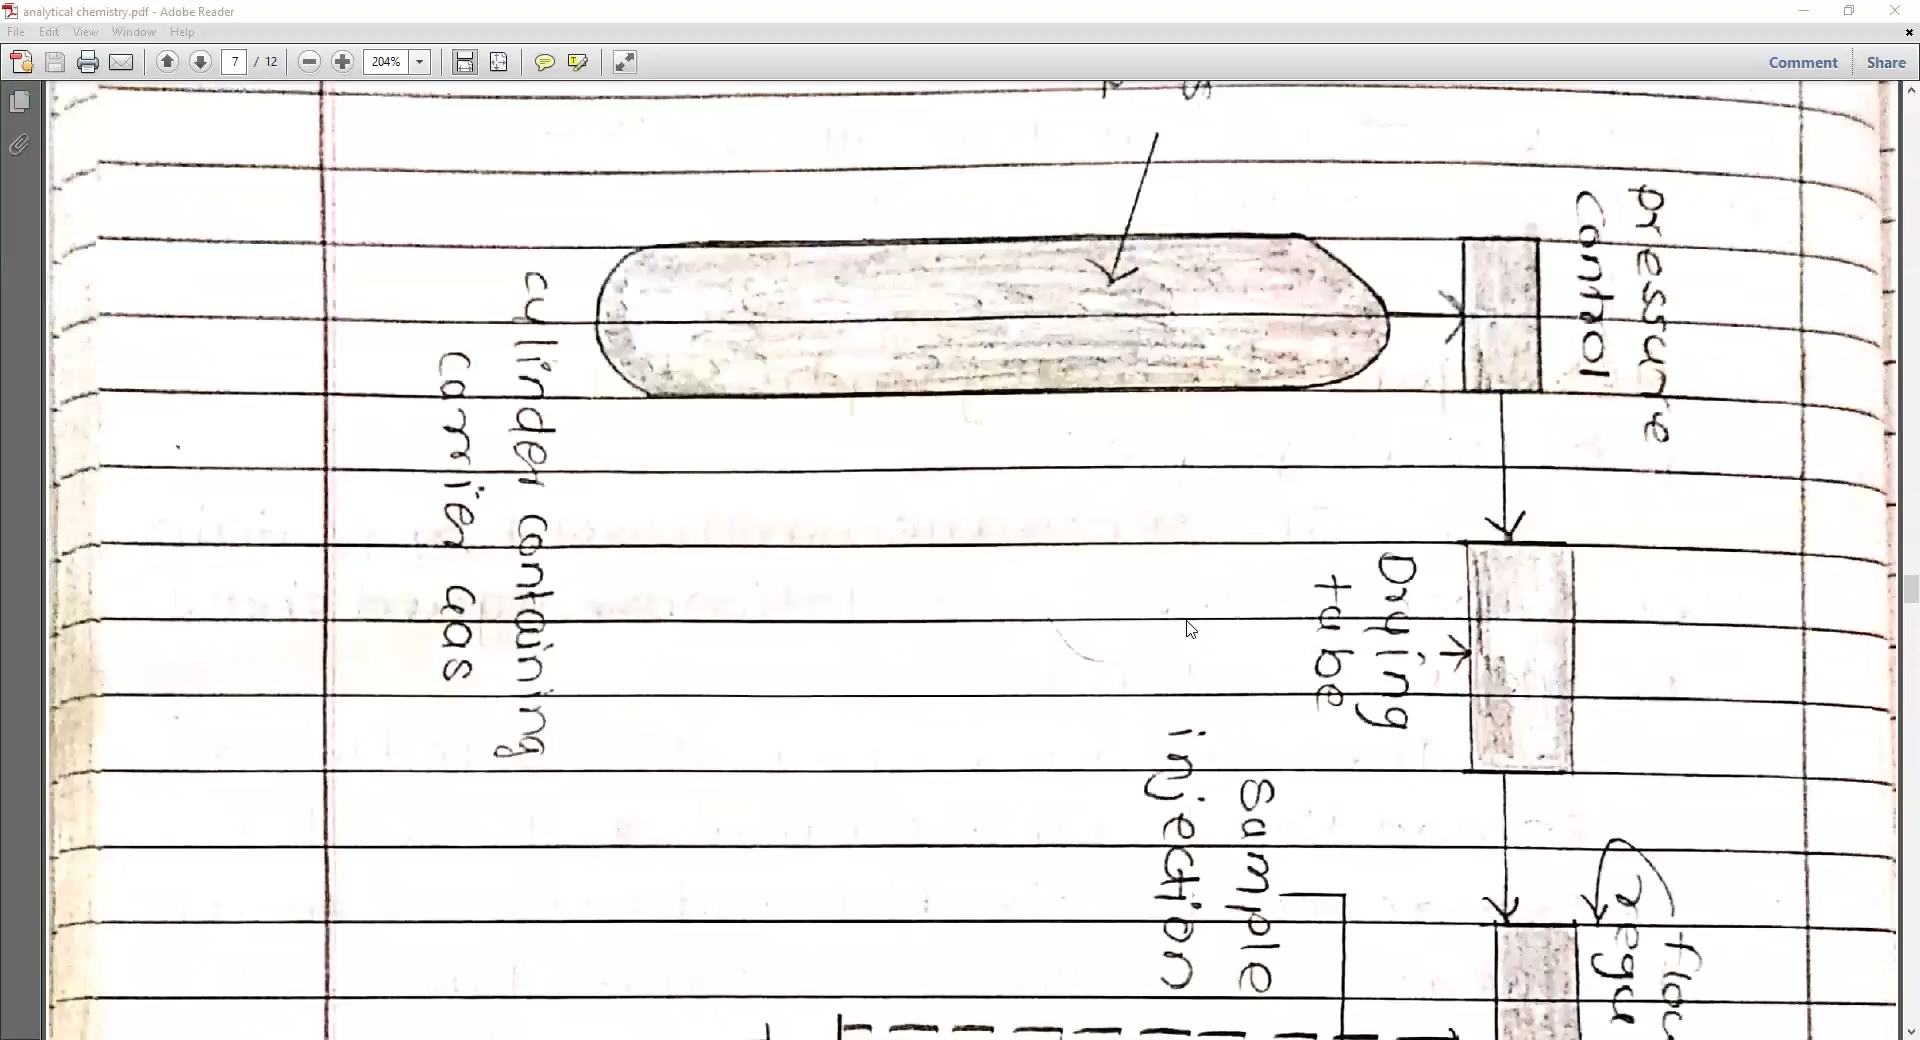 analytical chemistry.pdf - Adobe Reader
File Edit View Window Help
7 / 12
204%
Comment
Share
pressure
control
Drying
tube
Sample
injection
cylinder containing
carrier Gas